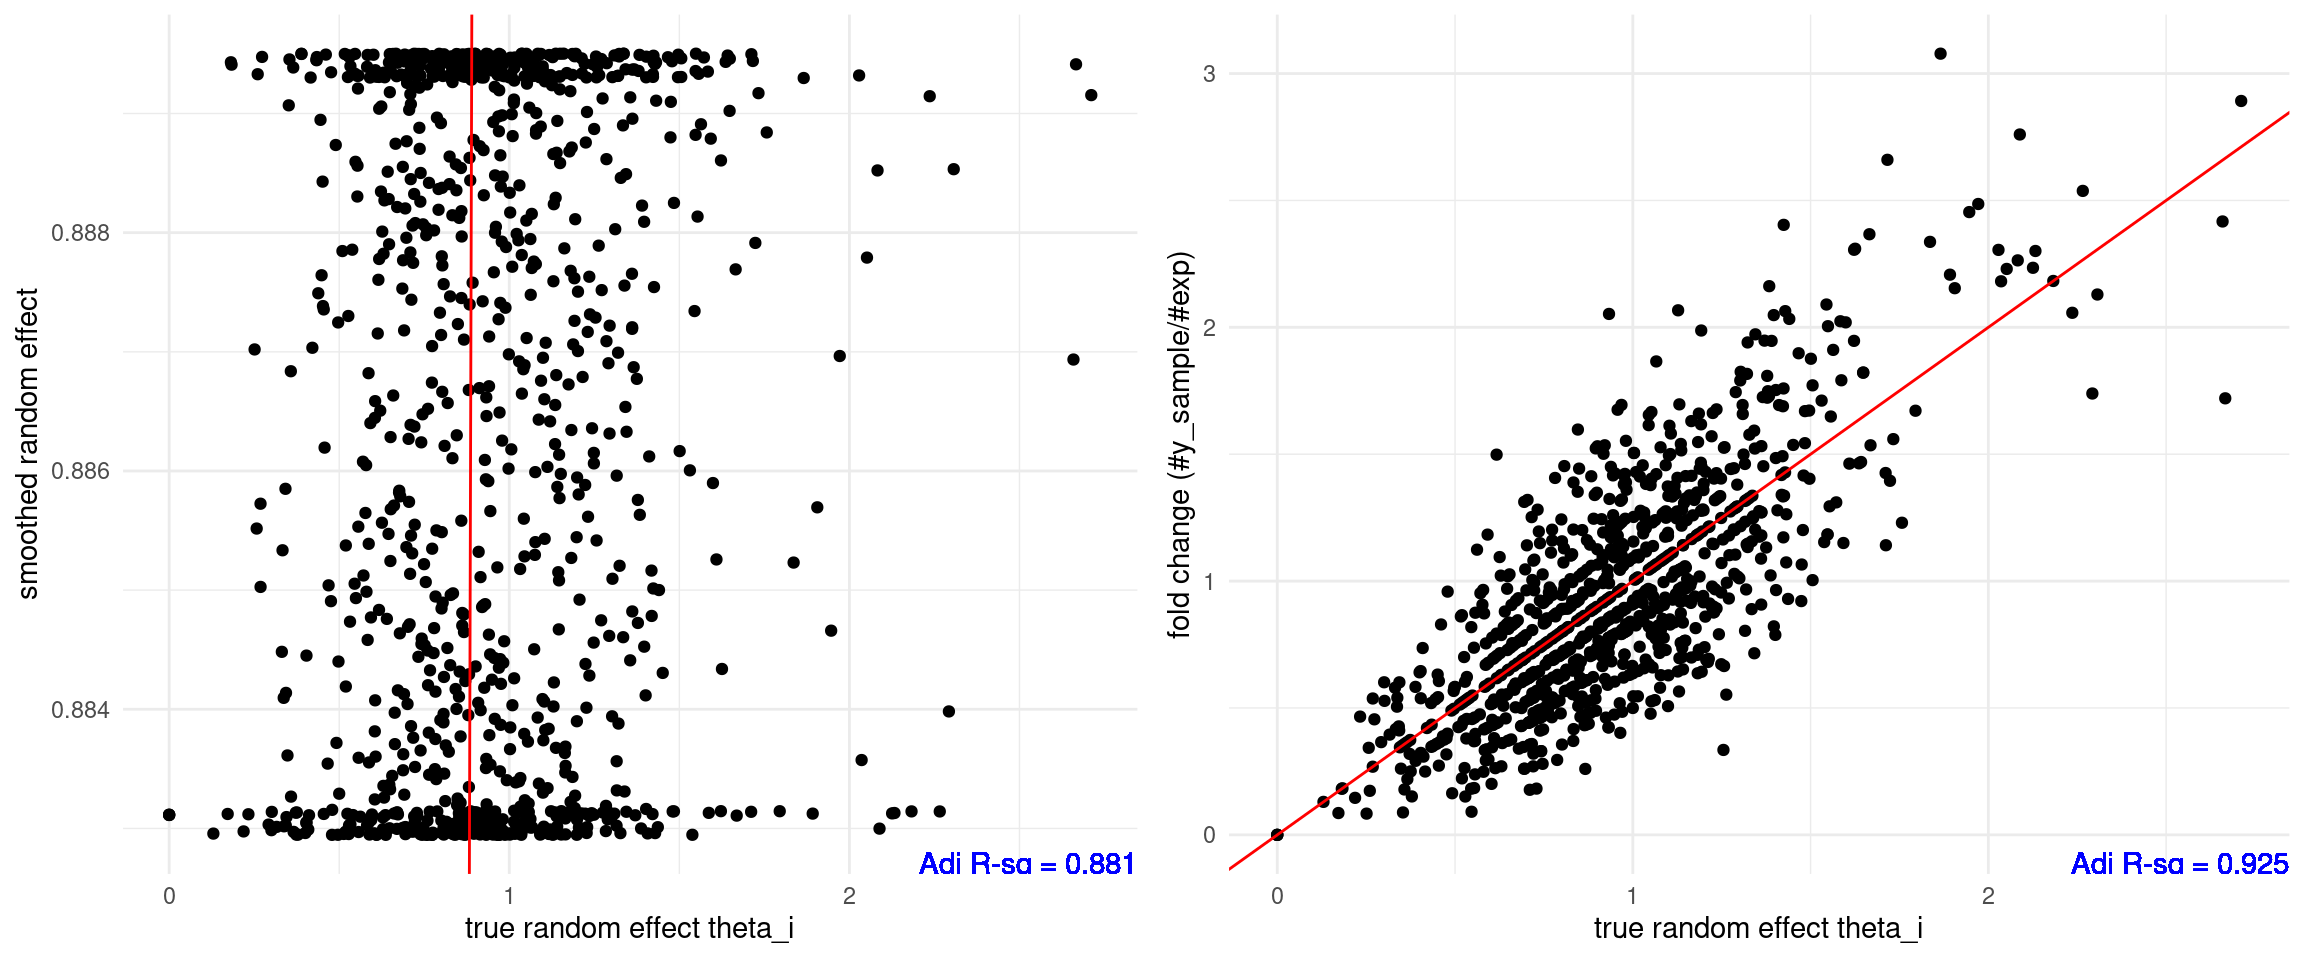 smoothed random effect
0.888
0.886
0.884
0
1
2
true random effect theta_i
Adj R-sq = 0.881
fold change (#y_sample/#exp)
3
2
1
0
0
1
2
true random effect theta_i
Adj R-sq = 0.925